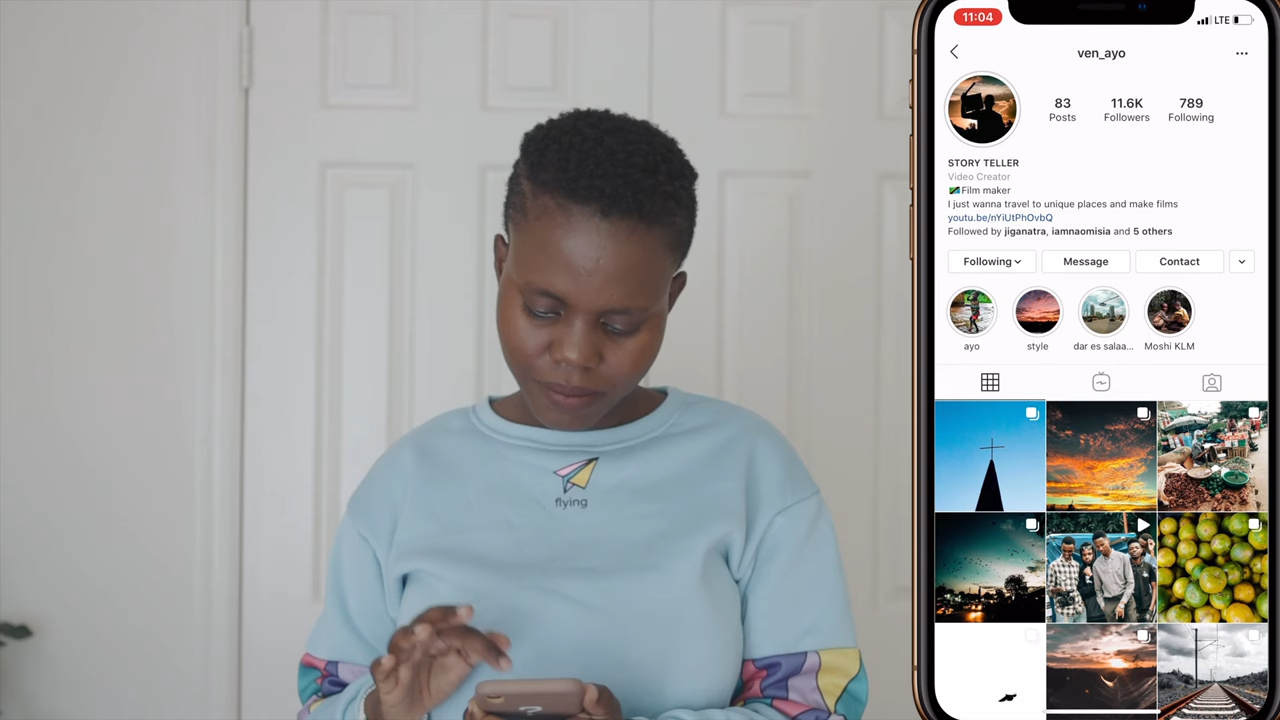 flying
11:04
LTE
ven_ayo
83 11.6K 789
Posts Followers Following
STORY TELLER
Video Creator
🇹🇿Film maker
I just wanna travel to unique places and make films
youtu.be/nYiUtPhOvbQ
Followed by jiganatra, iamnaomisia and 5 others
Following Message Contact
ayo style dar es salaa... Moshi KLM